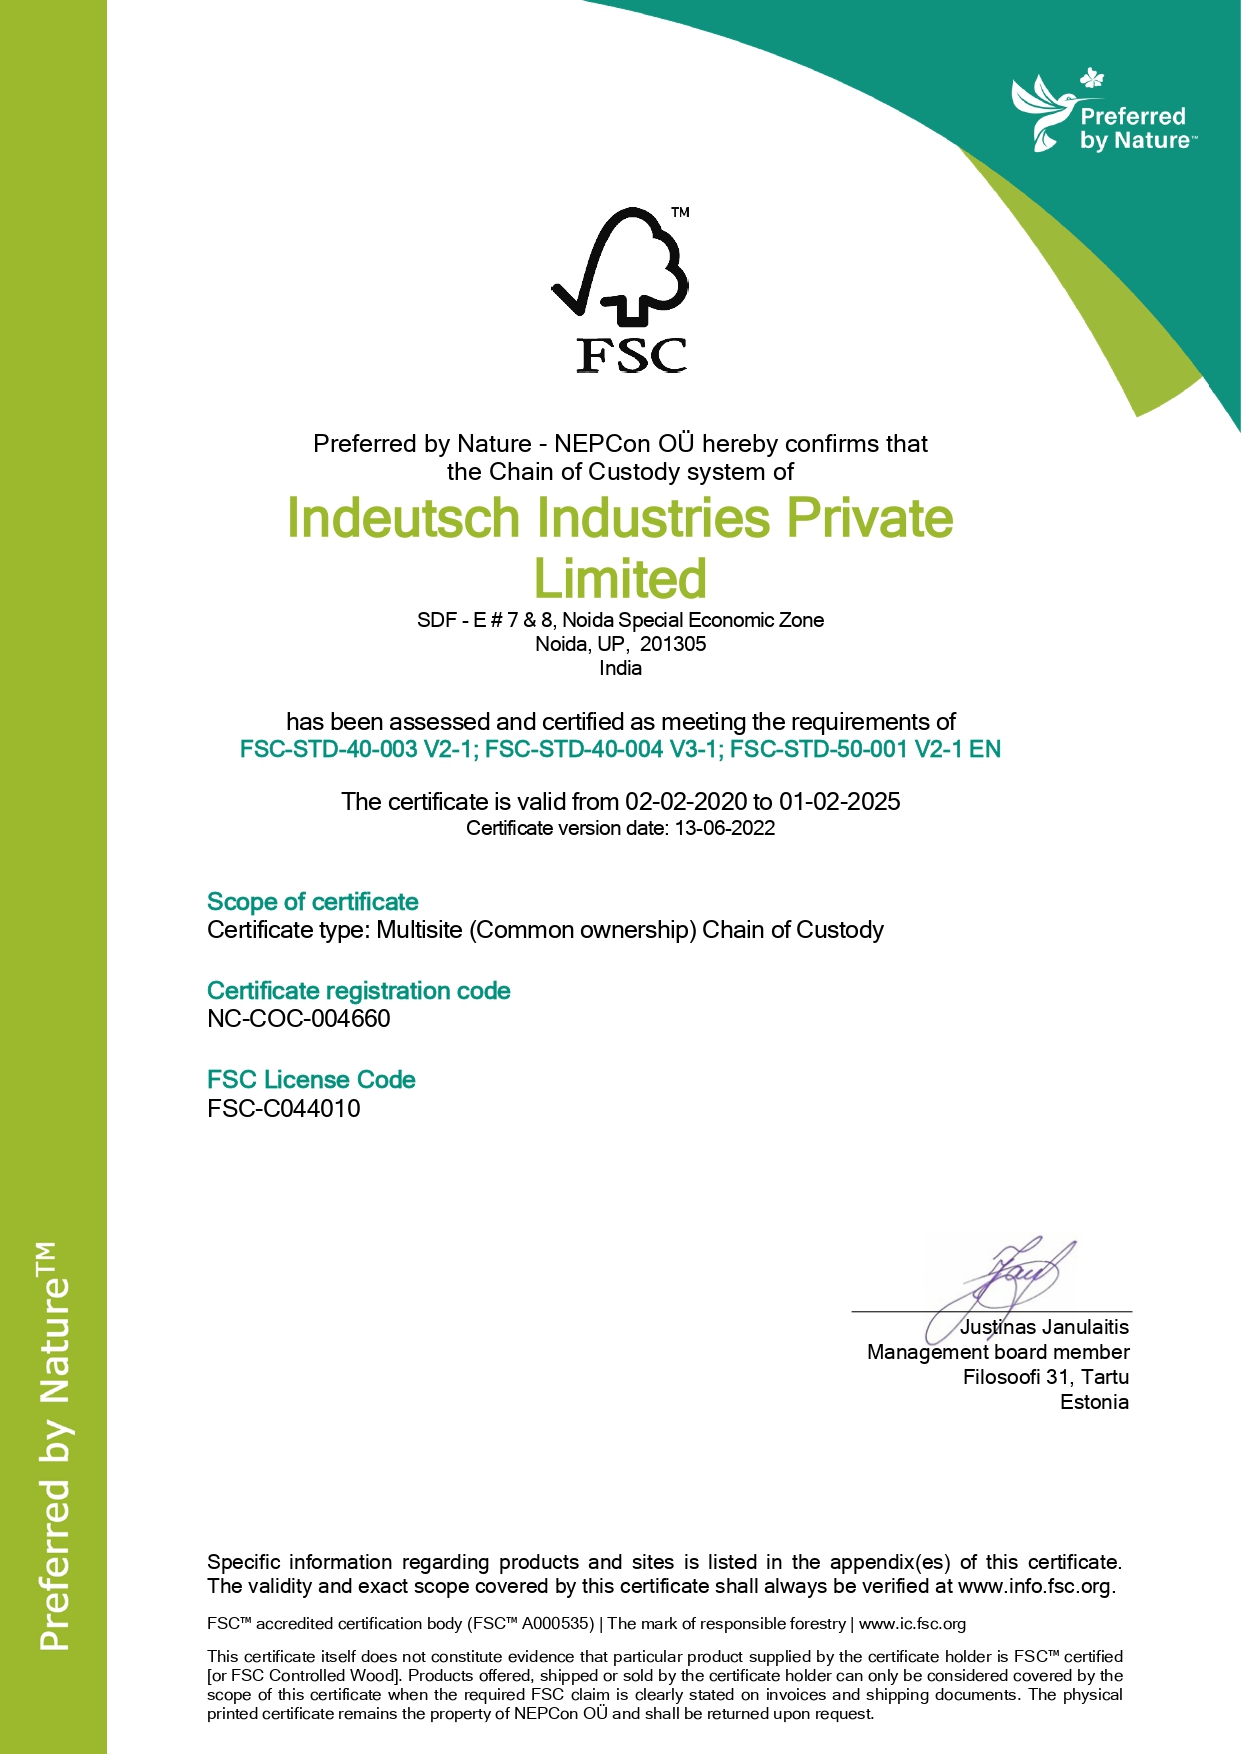 Preferred
by Nature™
™
FSC
Preferred by Nature - NEPCon OÜ hereby confirms that
the Chain of Custody system of
Indeutsch Industries Private
Limited
SDF - E # 7 & 8, Noida Special Economic Zone
Noida, UP,  201305
India
has been assessed and certified as meeting the requirements of
FSC-STD-40-003 V2-1; FSC-STD-40-004 V3-1; FSC-STD-50-001 V2-1 EN
The certificate is valid from 02-02-2020 to 01-02-2025
Certificate version date: 13-06-2022
Scope of certificate
Certificate type: Multisite (Common ownership) Chain of Custody
Certificate registration code
NC-COC-004660
FSC License Code
FSC-C044010
Justinas Janulaitis
Management board member
Filosoofi 31, Tartu
Estonia
Preferred by Nature™
Specific information regarding products and sites is listed in the appendix(es) of this certificate.
The validity and exact scope covered by this certificate shall always be verified at www.info.fsc.org.
FSC™ accredited certification body (FSC™ A000535) | The mark of responsible forestry | www.ic.fsc.org
This certificate itself does not constitute evidence that particular product supplied by the certificate holder is FSC™ certified
[or FSC Controlled Wood]. Products offered, shipped or sold by the certificate holder can only be considered covered by the
scope of this certificate when the required FSC claim is clearly stated on invoices and shipping documents. The physical
printed certificate remains the property of NEPCon OÜ and shall be returned upon request.